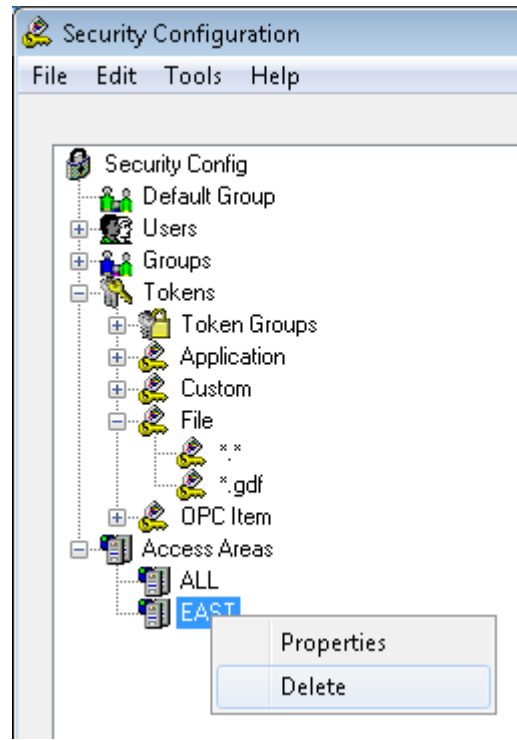 Security Configuration
File Edit Tools Help
Security Config
Default Group
Users
Groups
Tokens
Token Groups
Application
Custom
File
*.*
*.gdf
OPC Item
Access Areas
ALL
EAST
Properties
Delete